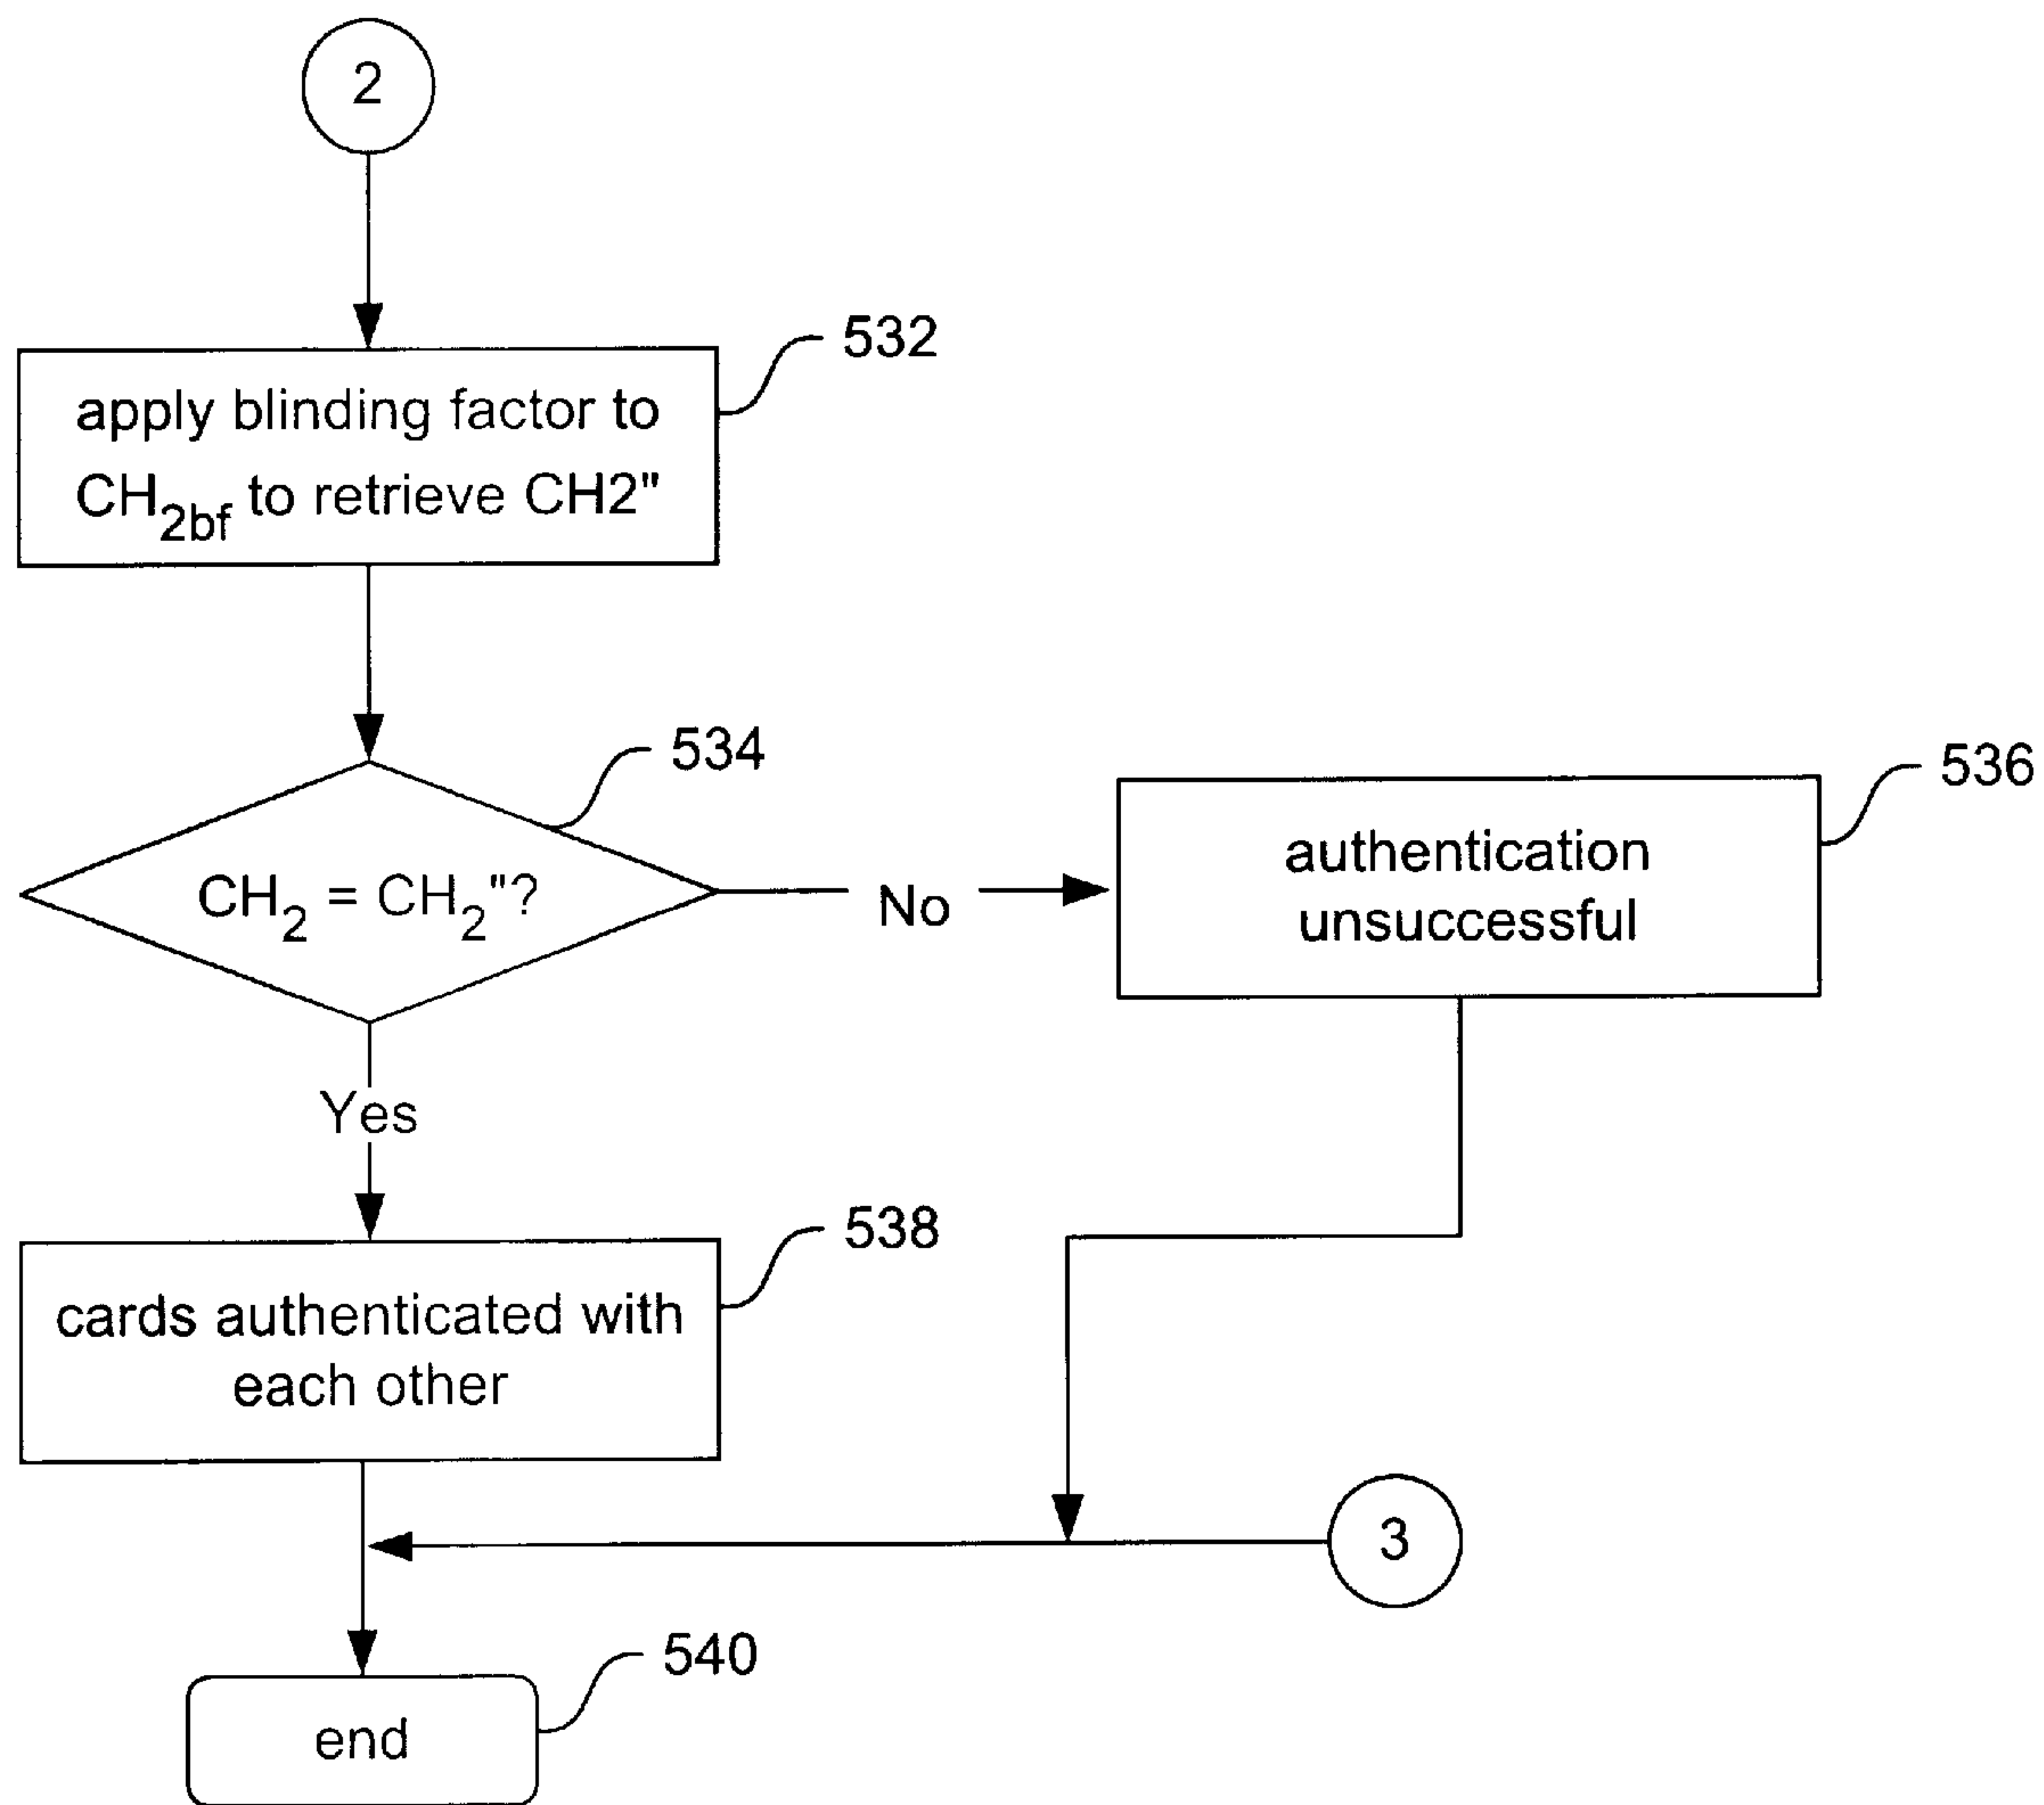 2
532
apply blinding factor to
CH2bf to retrieve CH2"
534
CH2 = CH2"?
No
536
authentication
unsuccessful
Yes
538
cards authenticated with
each other
3
540
end